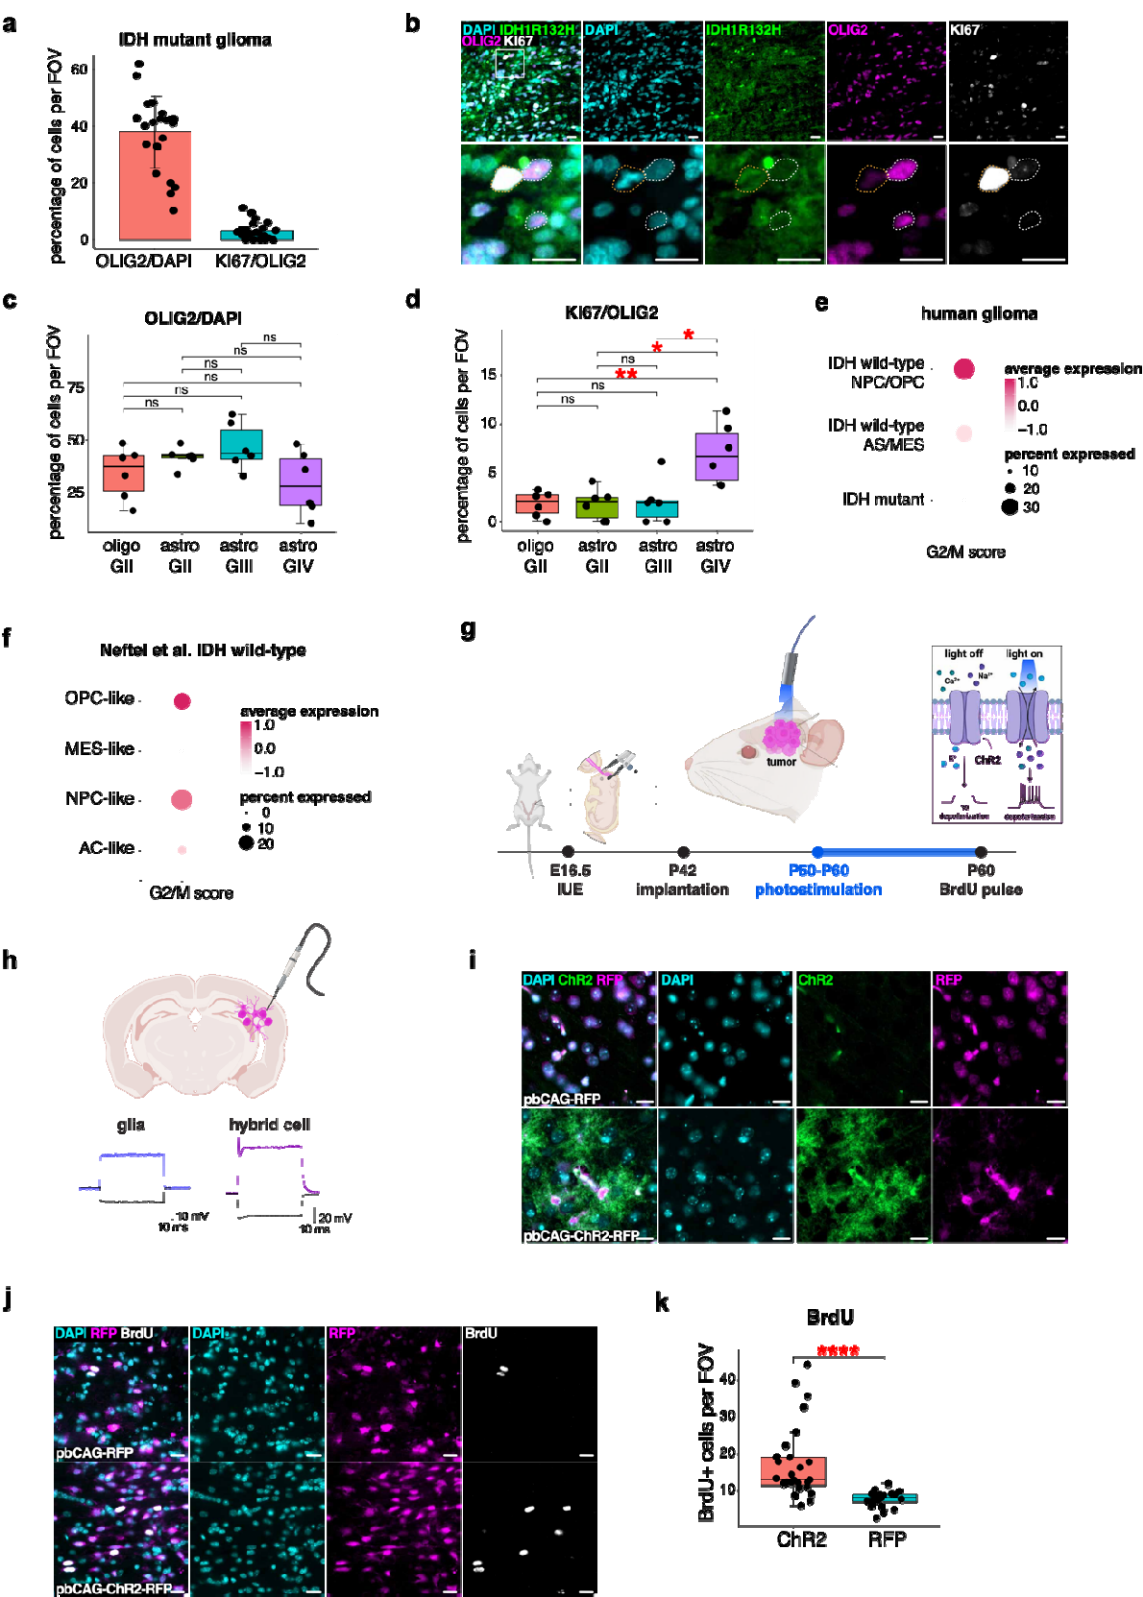 a
IDH mutant glioma
percentage of cells per FOV
60
40
20
0
OLIG2/DAPI
KI67/OLIG2
b
DAPI IDH1R132H
OLIG2 KI67
DAPI
IDH1R132H
OLIG2
KI67
c
OLIG2/DAPI
percentage of cells per FOV
75
50
25
ns
ns
ns
ns
ns
ns
oligo
GII
astro
GII
astro
GIII
astro
GIV
d
KI67/OLIG2
percentage of cells per FOV
15
10
5
0
*
*
ns
**
ns
ns
oligo
GII
astro
GII
astro
GIII
astro
GIV
e
human glioma
IDH wild-type
NPC/OPC
IDH wild-type
AS/MES
IDH mutant
G2/M score
average expression
1.0
0.0
−1.0
percent expressed
10
20
30
f
Neftel et al. IDH wild-type
OPC-like
MES-like
NPC-like
AC-like
G2/M score
average expression
1.0
0.0
−1.0
percent expressed
0
10
20
g
tumor
light off
light on
Ca²⁺
Na⁺
ChR2
depolarization
depolarization
E16.5
IUE
P42
implantation
P50-P60
photostimulation
P60
BrdU pulse
h
glia
hybrid cell
10 mV
10 ms
20 mV
10 ms
i
DAPI ChR2 RFP
DAPI
ChR2
RFP
pbCAG-RFP
pbCAG-ChR2-RFP
j
DAPI RFP BrdU
DAPI
RFP
BrdU
pbCAG-RFP
pbCAG-ChR2-RFP
k
BrdU
BrdU+ cells per FOV
40
30
20
10
****
ChR2
RFP